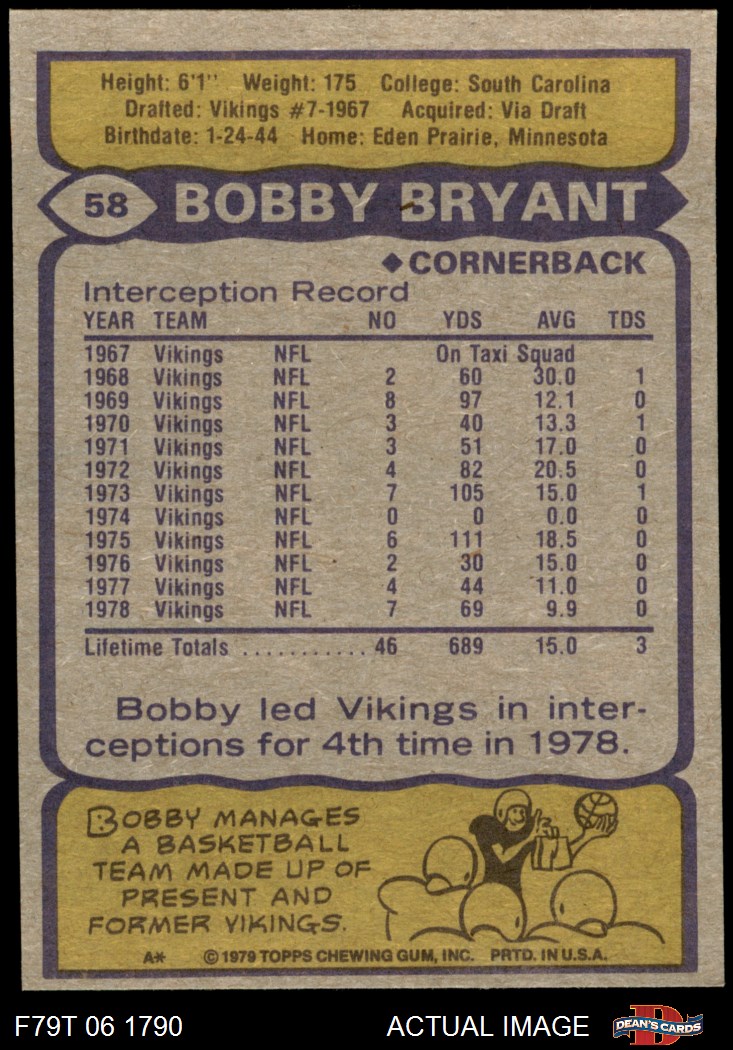 Height: 6'1" Weight: 175 College: South Carolina
Drafted: Vikings #7-1967 Acquired: Via Draft
Birthdate: 1-24-44 Home: Eden Prairie, Minnesota
58 BOBBY BRYANT
◆CORNERBACK
Interception Record
YEAR TEAM NO YDS AVG TDS
1967 Vikings NFL On Taxi Squad
1968 Vikings NFL 2 60 30.0 1
1969 Vikings NFL 8 97 12.1 0
1970 Vikings NFL 3 40 13.3 1
1971 Vikings NFL 3 51 17.0 0
1972 Vikings NFL 4 82 20.5 0
1973 Vikings NFL 7 105 15.0 1
1974 Vikings NFL 0 0 0.0 0
1975 Vikings NFL 6 111 18.5 0
1976 Vikings NFL 2 30 15.0 0
1977 Vikings NFL 4 44 11.0 0
1978 Vikings NFL 7 69 9.9 0
Lifetime Totals ........... 46 689 15.0 3
Bobby led Vikings in inter-
ceptions for 4th time in 1978.
BOBBY MANAGES
A BASKETBALL
TEAM MADE UP OF
PRESENT AND
FORMER VIKINGS.
A* © 1979 TOPPS CHEWING GUM, INC. PRTD. IN U.S.A.
F79T 06 1790 ACTUAL IMAGE D DEAN'S CARDS